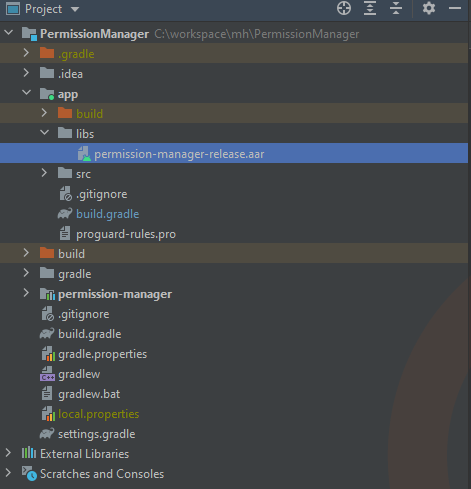 Project
PermissionManager C:\workspace\mh\PermissionManager
.gradle
.idea
app
build
libs
permission-manager-release.aar
src
.gitignore
build.gradle
proguard-rules.pro
build
gradle
permission-manager
.gitignore
build.gradle
gradle.properties
gradlew
gradlew.bat
local.properties
settings.gradle
External Libraries
Scratches and Consoles